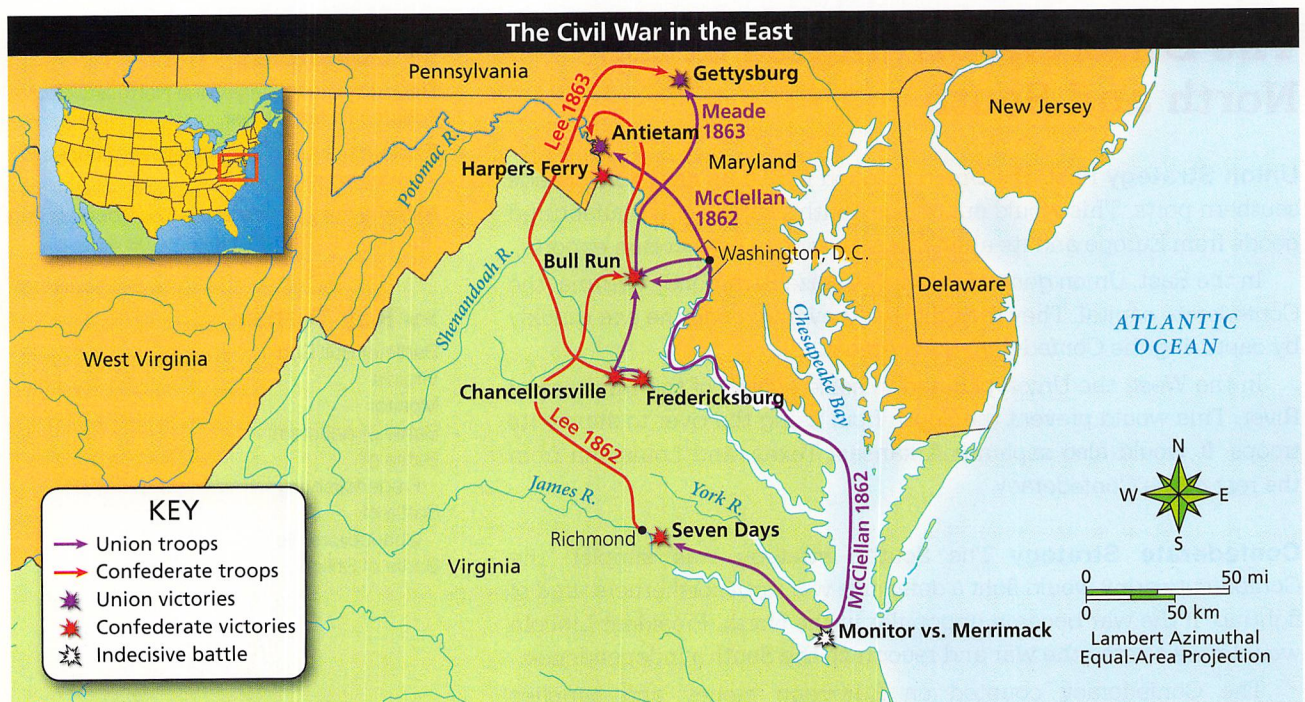 The Civil War in the East
Pennsylvania
Gettysburg
New Jersey
Lee 1863
Meade
1863
Antietam
Maryland
Potomac R.
Harpers Ferry
McClellan
1862
Washington, D.C.
Bull Run
Shenandoah R.
Delaware
Chesapeake Bay
ATLANTIC
OCEAN
West Virginia
Chancellorsville
Fredericksburg
Lee 1862
James R.
York R.
Richmond
Seven Days
Virginia
McClellan 1862
Monitor vs. Merrimack
KEY
Union troops
Confederate troops
Union victories
Confederate victories
Indecisive battle
N
W
E
S
0
50 mi
0
50 km
Lambert Azimuthal
Equal-Area Projection